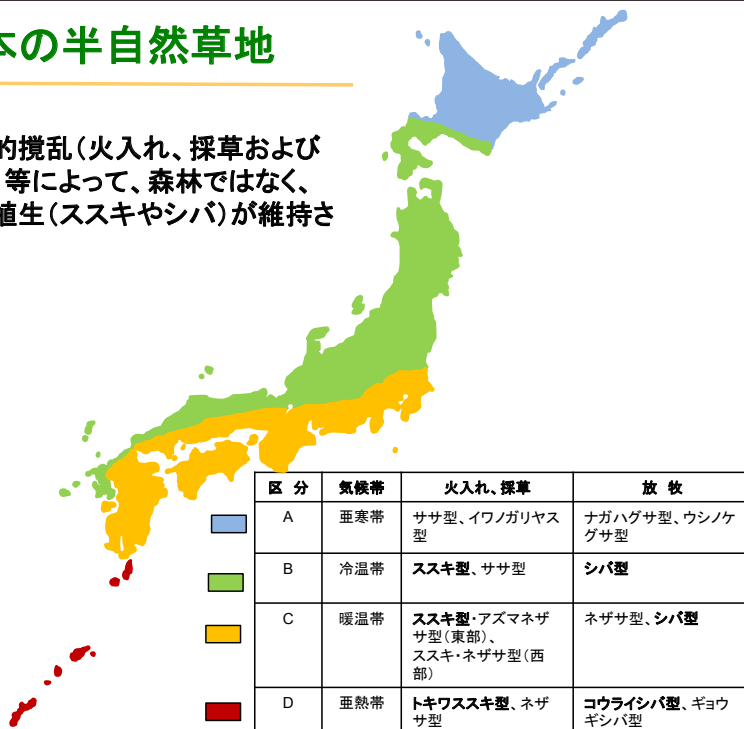 本の半自然草地
的撹乱（火入れ、採草および
等によって、森林ではなく、
植生（ススキやシバ）が維持さ
区 分 気候帯 火入れ、採草 放 牧
A 亜寒帯 ササ型、イワノガリヤス型 ナガハグサ型、ウシノケグサ型
B 冷温帯 ススキ型、ササ型 シバ型
C 暖温帯 ススキ型・アズマネザサ型（東部）、ススキ・ネザサ型（西部） ネザサ型、シバ型
D 亜熱帯 トキワススキ型、ネザサ型 コウライシバ型、ギョウギシバ型